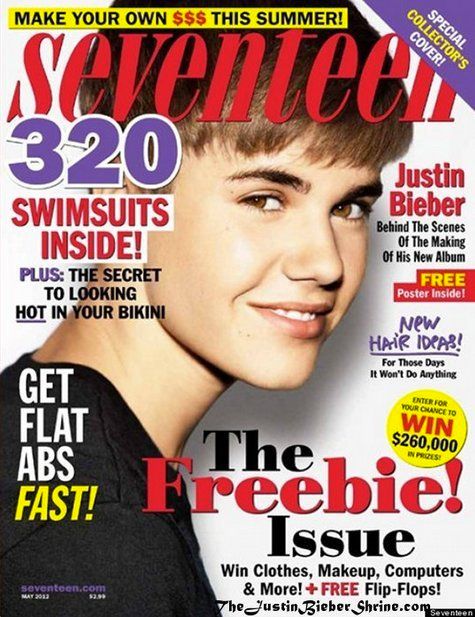 MAKE YOUR OWN $$$ THIS SUMMER!
SPECIAL
COLLECTOR'S
COVER!
seventeen
320
SWIMSUITS
INSIDE!
PLUS: THE SECRET
TO LOOKING
HOT IN YOUR BIKINI
Justin
Bieber
Behind The Scenes
Of The Making
Of His New Album
FREE
Poster Inside!
NEW
HAIR IDEAS!
For Those Days
It Won't Do Anything
GET
FLAT
ABS
FAST!
ENTER FOR
YOUR CHANCE TO
WIN
$260,000
IN PRIZES!
The
Freebie!
Issue
Win Clothes, Makeup, Computers
& More! + FREE Flip-Flops!
seventeen.com
MAY 2012 $2.99
TheJustinBieberShrine.com
Seventeen